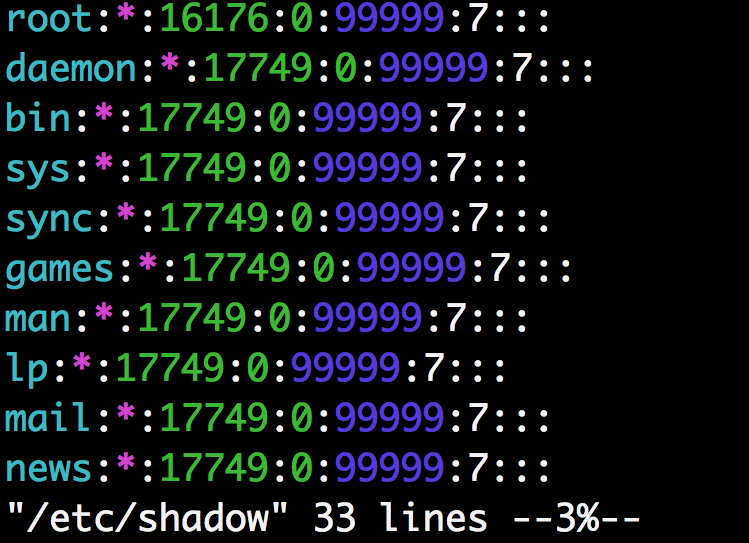 root:*:16176:0:99999:7:::
daemon:*:17749:0:99999:7:::
bin:*:17749:0:99999:7:::
sys:*:17749:0:99999:7:::
sync:*:17749:0:99999:7:::
games:*:17749:0:99999:7:::
man:*:17749:0:99999:7:::
lp:*:17749:0:99999:7:::
mail:*:17749:0:99999:7:::
news:*:17749:0:99999:7:::
"/etc/shadow" 33 lines --3%--